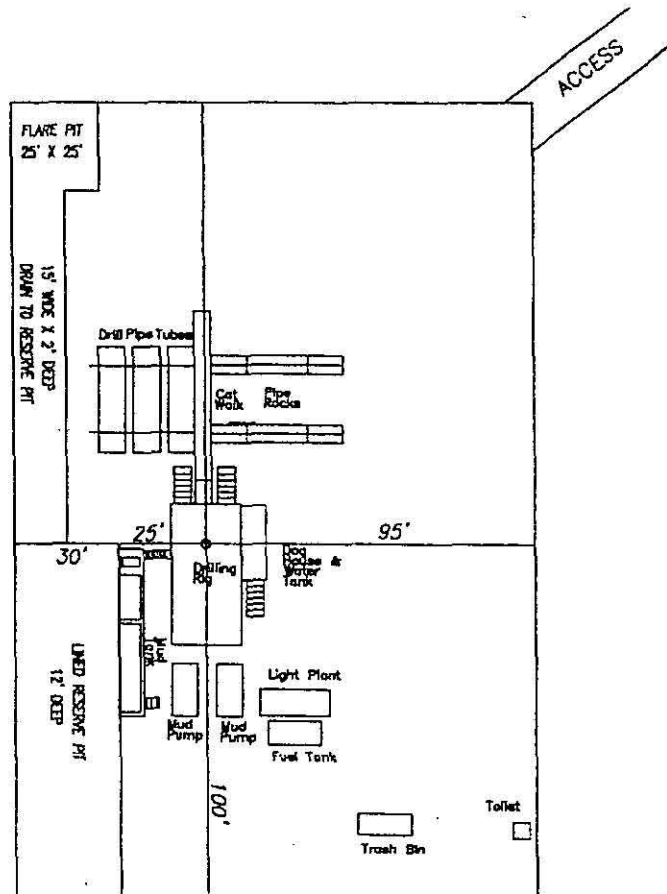 ACCESS
FLARE PIT
25' X 25'
15' WIDE X 2' DEEP
DRAIN TO RESERVE PIT
Drill Pipe Tubes
Cat
Walk
Pipe
Racks
25'
95'
30'
Drilling
Rig
Dog
House &
Water
Tank
Mud
Tank
LINED RESERVE PIT
12' DEEP
Light Plant
Mud
Pump
Mud
Pump
Fuel Tank
100'
Toilet
Trash Bin